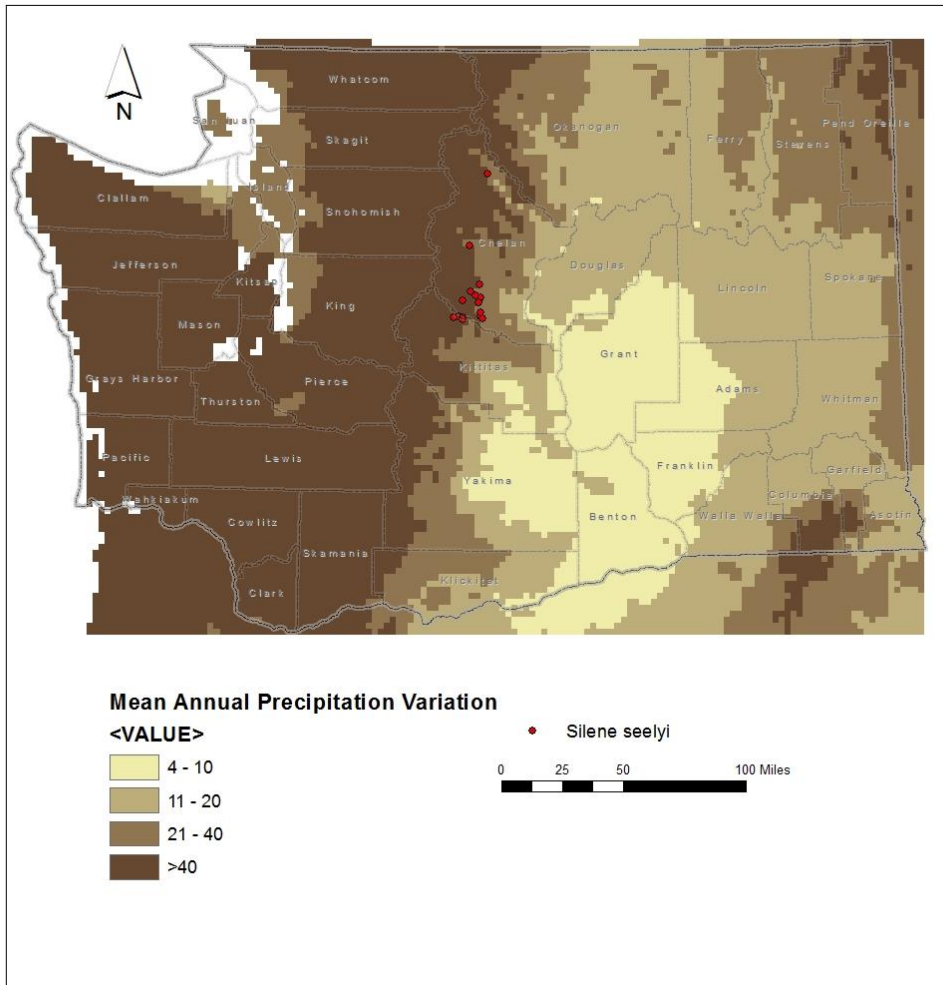 N
Whatcom
San Juan
Skagit
Okanogan
Ferry
Stevens
Pend Oreille
Island
Clallam
Snohomish
Chelan
Jefferson
Kitsap
Douglas
Lincoln
Spokane
King
Mason
Grant
Kittitas
Grays Harbor
Pierce
Adams
Thurston
Whitman
Pacific
Lewis
Yakima
Franklin
Garfield
Wahkiakum
Columbia
Cowlitz
Benton
Walla Walla
Asotin
Skamania
Klickitat
Clark
Mean Annual Precipitation Variation
<VALUE>
4 - 10
11 - 20
21 - 40
>40
Silene seelyi
0 25 50 100 Miles